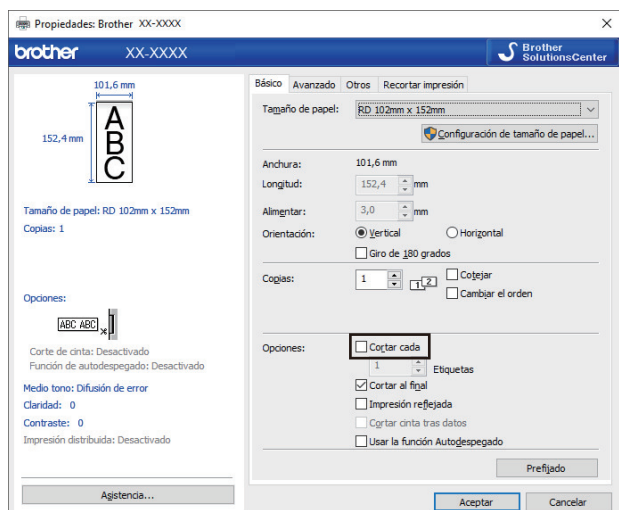 Propiedades: Brother XX-XXXX
brother XX-XXXX
Brother
SolutionsCenter
101,6 mm
152,4 mm
A
B
C
Tamaño de papel: RD 102mm x 152mm
Copias: 1
Opciones:
ABC ABC
Corte de cinta: Desactivado
Función de autodespegado: Desactivado
Medio tono: Difusión de error
Claridad: 0
Contraste: 0
Impresión distribuida: Desactivado
Asistencia...
Básico Avanzado Otros Recortar impresión
Tamaño de papel: RD 102mm x 152mm
Configuración de tamaño de papel...
Anchura: 101,6 mm
Longitud: 152,4 mm
Alimentar: 3,0 mm
Orientación: Vertical Horizontal
Giro de 180 grados
Copias: 1 1 2 Cotejar
Cambiar el orden
Opciones: Cortar cada
1 Etiquetas
Cortar al final
Impresión reflejada
Cortar cinta tras datos
Usar la función Autodespegado
Prefijado
Aceptar Cancelar